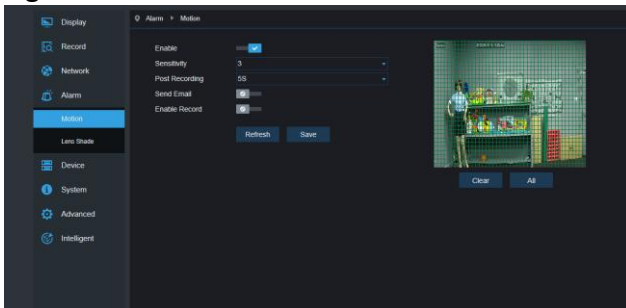 Display
Record
Network
Alarm
Motion
Lens Shade
Device
System
Advanced
Intelligent
Alarm › Motion
Enable
Sensitivity 3
Post Recording 5S
Send Email
Enable Record
Refresh Save
Clear All